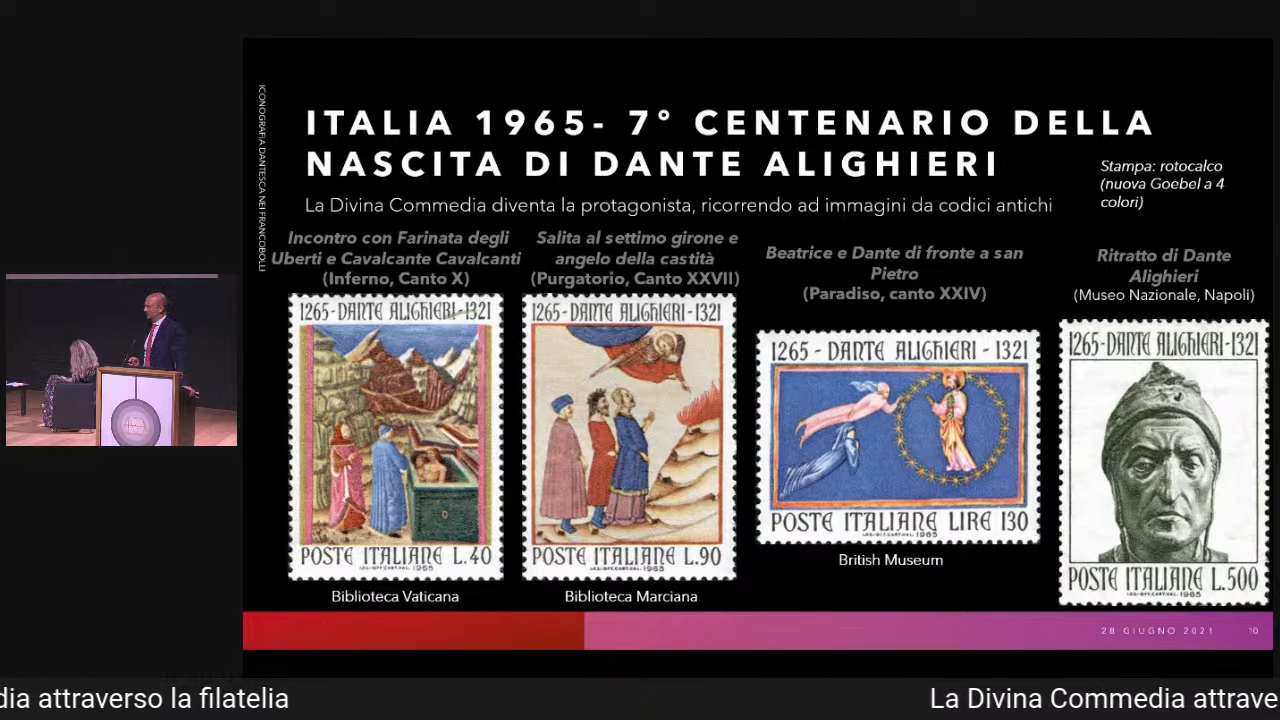 ICONOGRAFIA DANTESCA NEI FRANCOBOLLI
ITALIA 1965- 7° CENTENARIO DELLA
NASCITA DI DANTE ALIGHIERI
Stampa: rotocalco
(nuova Goebel a 4
colori)
La Divina Commedia diventa la protagonista, ricorrendo ad immagini da codici antichi
Incontro con Farinata degli
Uberti e Cavalcante Cavalcanti
(Inferno, Canto X)
1265-DANTE ALIGHIERI-1321
POSTE ITALIANE L.40
1965
Biblioteca Vaticana
Salita al settimo girone e
angelo della castità
(Purgatorio, Canto XXVII)
1265-DANTE ALIGHIERI-1321
POSTE ITALIANE L.90
1965
Biblioteca Marciana
Beatrice e Dante di fronte a san
Pietro
(Paradiso, canto XXIV)
1265 - DANTE ALIGHIERI - 1321
POSTE ITALIANE LIRE 130
1965
British Museum
Ritratto di Dante
Alighieri
(Museo Nazionale, Napoli)
1265-DANTE ALIGHIERI-1321
POSTE ITALIANE L.500
1965
28 GIUGNO 2021 10
dia attraverso la filatelia
La Divina Commedia attrave